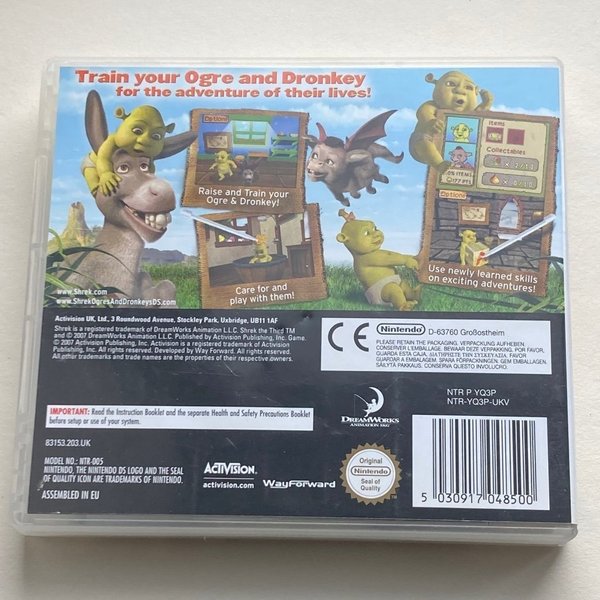 Train your Ogre and Dronkey
for the adventure of their lives!
Options
Raise and Train your
Ogre & Dronkey!
Items
Collectables
Options
Care for and
play with them!
Use newly learned skills
on exciting adventures!
www.Shrek.com
www.ShrekOgresAndDronkeysDS.com
Activision UK, Ltd., 3 Roundwood Avenue, Stockley Park, Uxbridge, UB11 1AF
Shrek is a registered trademark of DreamWorks Animation L.L.C. Shrek the Third TM
and © 2007 DreamWorks Animation L.L.C. Published by Activision Publishing, Inc. Game
© 2007 Activision Publishing, Inc. Activision is a registered trademark of Activision
Publishing, Inc. All rights reserved. Developed by Way Forward. All rights reserved.
All other trademarks and trade names are the properties of their respective owners.
CE
Nintendo D-63760 Großostheim
PLEASE RETAIN THE PACKAGING. VERPACKUNG AUFHEBEN.
CONSERVER L'EMBALLAGE. BEWAAR DEZE VERPAKKING. POR FAVOR,
GUARDA ESTA CAJA. ΔΙΑΤΗΡΗΣΤΕ ΤΗΝ ΣΥΣΚΕΥΑΣΙΑ. POR FAVOR
GUARDAR A EMBALAGEM. SPARA FÖRPACKNINGEN. GEM EMBALLAGEN.
SÄLYTÄ PAKKAUS. CONSERVA QUESTO INVOLUCRO.
IMPORTANT: Read the Instruction Booklet and the separate Health and Safety Precautions Booklet
before setup or use.
83153.203.UK
MODEL NO.: NTR-005
NINTENDO, THE NINTENDO DS LOGO AND THE SEAL
OF QUALITY ICON ARE TRADEMARKS OF NINTENDO.
ASSEMBLED IN EU
ACTIVISION.
activision.com
WayForward
DREAMWORKS
ANIMATION SKG
Original
Nintendo
Seal of
Quality
NTR P YQ3P
NTR-YQ3P-UKV
5 030917 048500